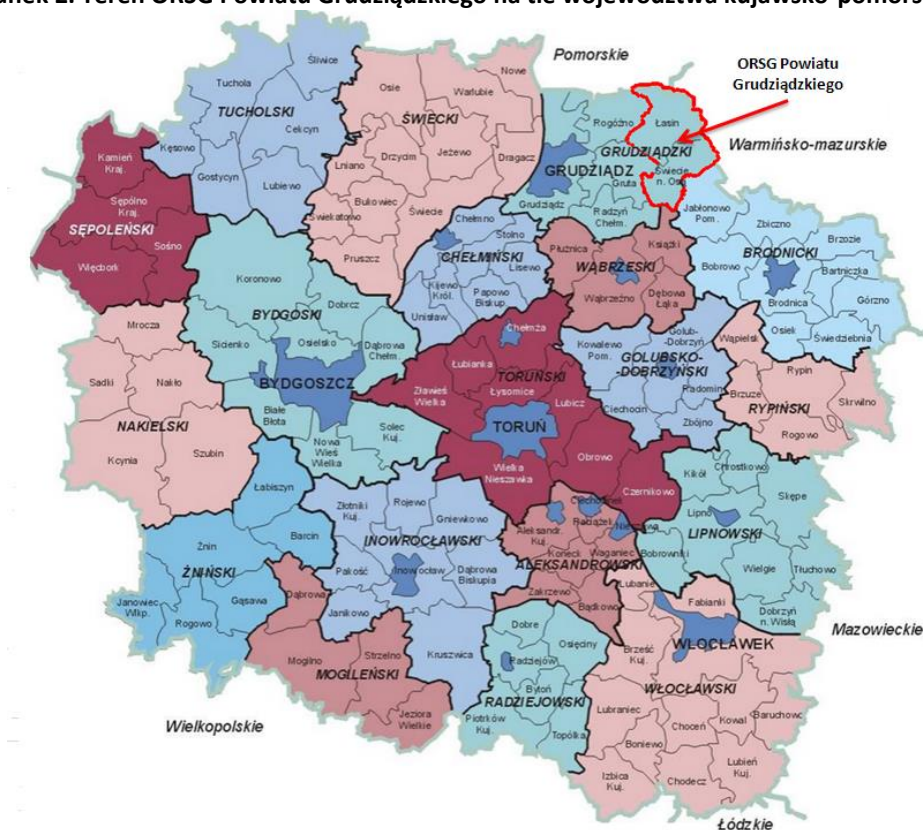 Teren ORSG Powiatu Grudziądzkiego na tle województwa kujawsko-pomors
Pomorskie
ORSG Powiatu
Grudziądzkiego
Warmińsko-mazurskie
Śliwice
Tuchola
TUCHOLSKI
Cekcyn
Kęsowo
Gostycyn
Lubiewo
Nowe
Osie
Warlubie
ŚWIECKI
Lniano
Drzycim
Jeżewo
Dragacz
Bukowiec
Świekatowo
Świecie
Pruszcz
Rogóźno
Łasin
GRUDZIĄDZKI
GRUDZIĄDZ
Świecie
n. Osą
Gruta
Grudziądz
Radzyń
Chełm.
Kamień
Kraj.
Sępólno
Kraj.
SĘPOLEŃSKI
Sośno
Więcbork
Chełmno
Stolno
CHEŁMIŃSKI
Lisewo
Kijewo
Król.
Papowo
Biskup
Unisław
Płużnica
Książki
WĄBRZESKI
Wąbrzeźno
Dębowa
Łąka
Jabłonowo
Pom.
Zbiczno
Brzozie
BRODNICKI
Bobrowo
Bartniczka
Brodnica
Górzno
Osiek
Świedziebnia
Koronowo
Dobrcz
BYDGOSKI
Sicienko
Osielsko
Dąbrowa
Chełm.
BYDGOSZCZ
Białe
Błota
Nowa
Wieś
Wielka
Solec
Kuj.
Mrocza
Sadki
Nakło
NAKIELSKI
Kcynia
Szubin
Chełmża
Łubianka
TORUŃSKI
Zławieś
Wielka
Łysomice
Lubicz
TORUŃ
Wielka
Nieszawka
Obrowo
Czernikowo
Kowalewo
Pom.
Golub-
Dobrzyń
GOLUBSKO-
-DOBRZYŃSKI
Radomin
Ciechocin
Zbójno
Wąpielsk
Rypin
Brzuze
Skrwilno
RYPIŃSKI
Rogowo
Kikół
Chrostkowo
Skępe
Lipno
LIPNOWSKI
Bobrowniki
Wielgie
Tłuchowo
Dobrzyń
n. Wisłą
Łabiszyn
Żnin
Barcin
ŻNIŃSKI
Janowiec
Wlkp.
Gąsawa
Rogowo
Złotniki
Kuj.
Rojewo
Gniewkowo
INOWROCŁAWSKI
Pakość
Inowrocław
Dąbrowa
Biskupia
Janikowo
Kruszwica
Raciążek
Aleksandr.
Kuj.
Koneck
Waganiec
ALEKSANDROWSKI
Zakrzewo
Bądkowo
Dąbrowa
Mogilno
Strzelno
MOGILEŃSKI
Jeziora
Wielkie
Dobre
Osięciny
Radziejów
Bytoń
RADZIEJOWSKI
Piotrków
Kuj.
Topólka
Lubanie
Fabianki
Brześć
Kuj.
WŁOCŁAWEK
WŁOCŁAWSKI
Lubraniec
Choceń
Kowal
Baruchowo
Boniewo
Izbica
Kuj.
Chodecz
Lubień
Kuj.
Mazowieckie
Wielkopolskie
Łódzkie